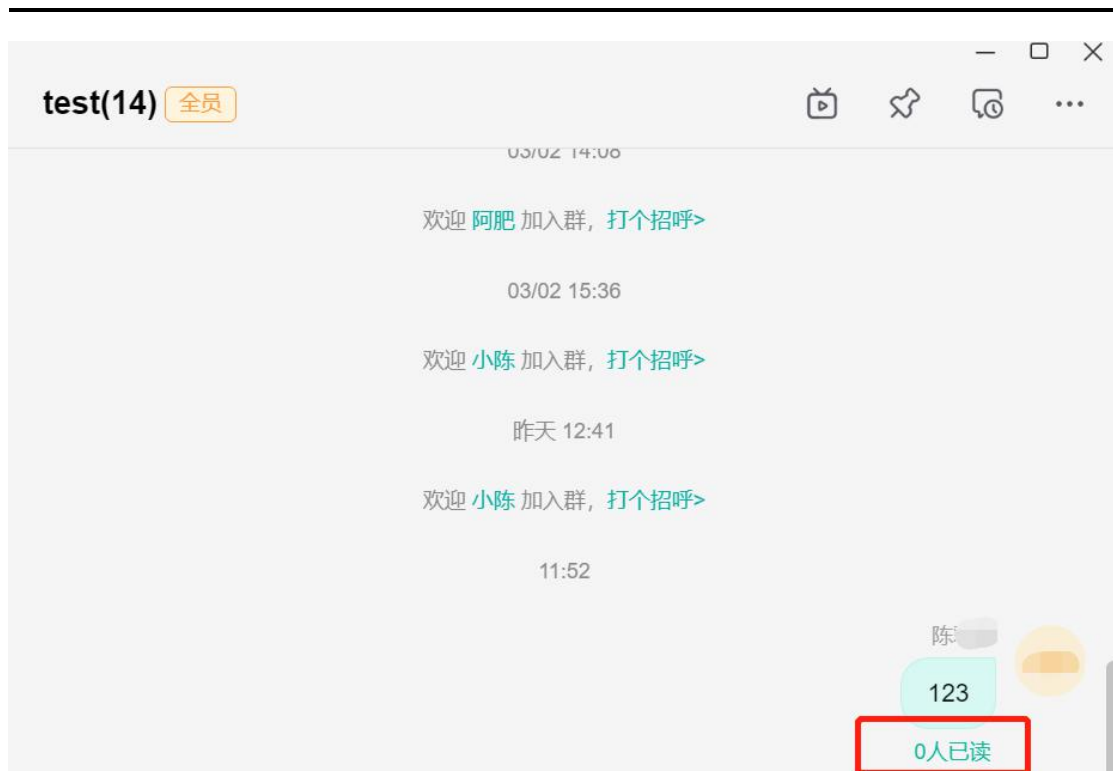 test(14) 全员
03/02 14:08
欢迎 阿肥 加入群，打个招呼>
03/02 15:36
欢迎 小陈 加入群，打个招呼>
昨天 12:41
欢迎 小陈 加入群，打个招呼>
11:52
陈
123
0人已读